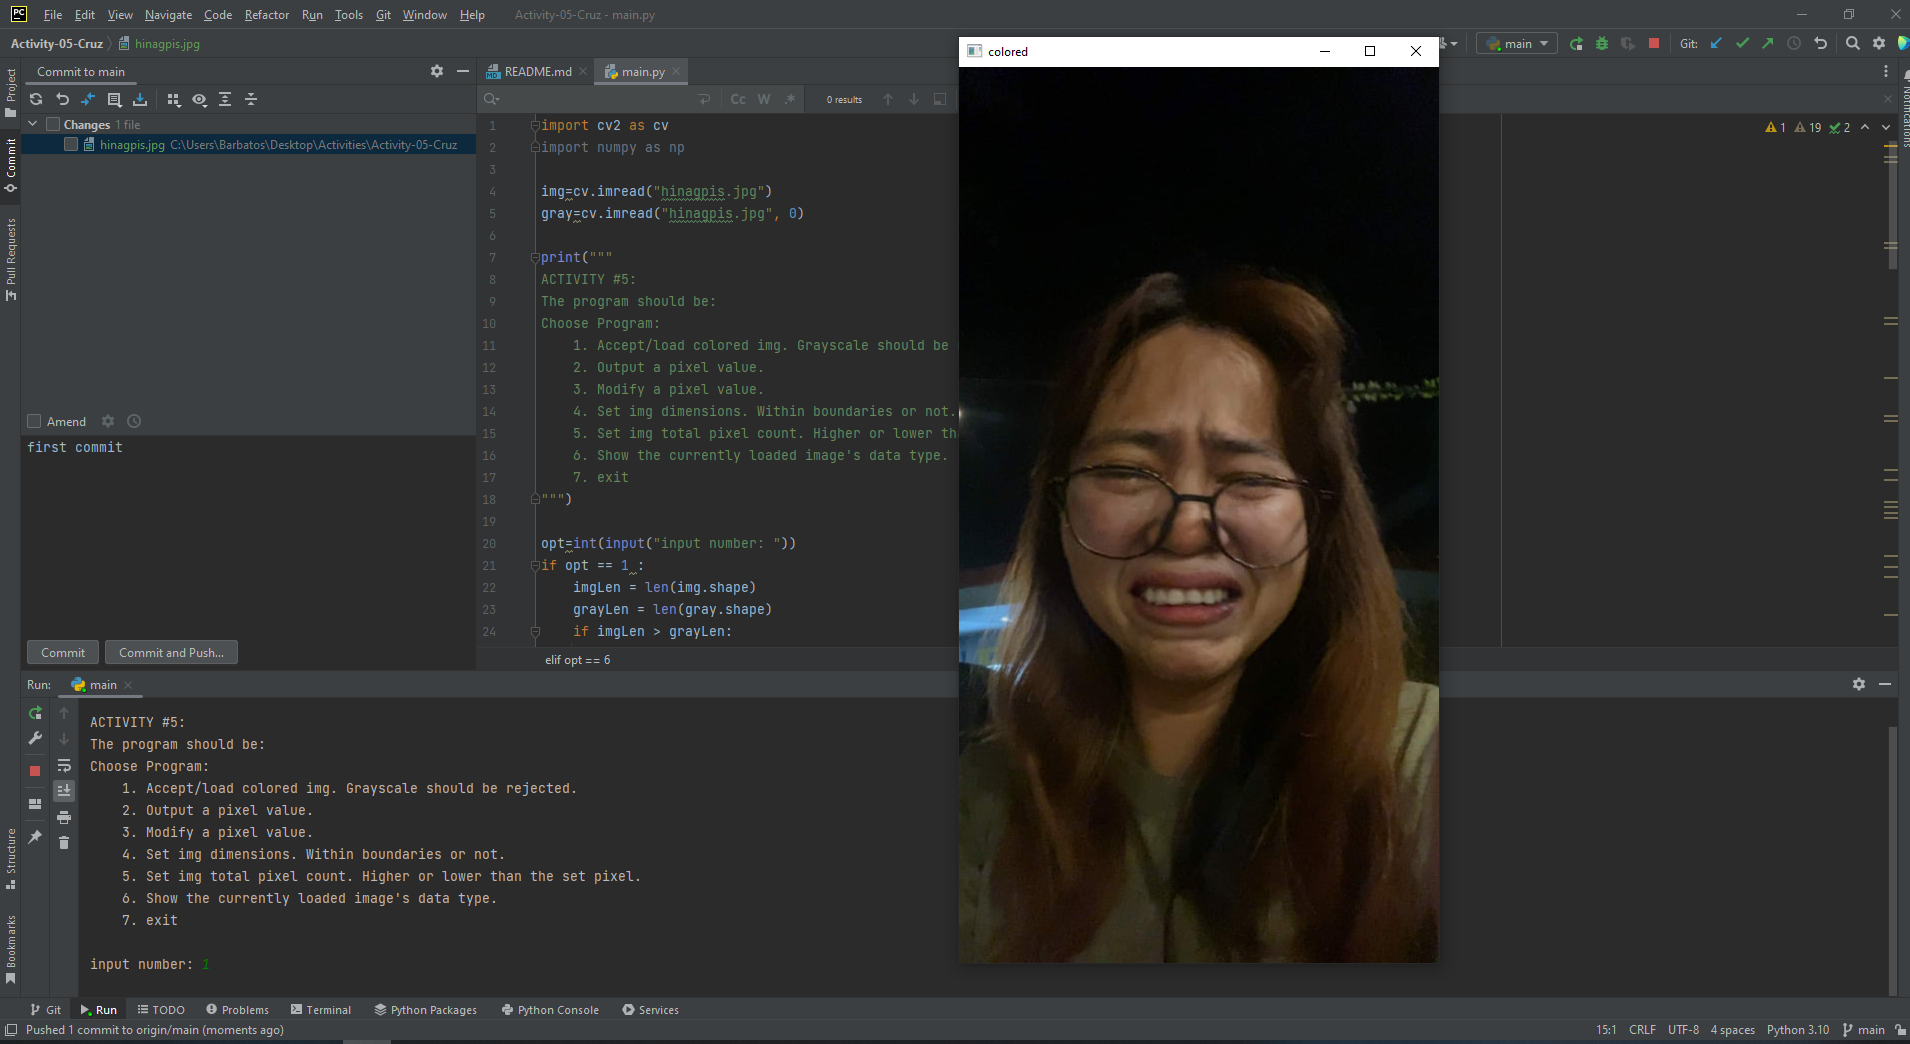 File Edit View Navigate Code Refactor Run Tools Git Window Help Activity-05-Cruz - main.py
Activity-05-Cruz hinagpis.jpg
main Git:
Commit to main
README.md main.py
Cc W .* 0 results
Changes 1 file
hinagpis.jpg C:\Users\Barbatos\Desktop\Activities\Activity-05-Cruz
Amend
first commit
Commit Commit and Push...
Project
Commit
Pull Requests
Structure
Bookmarks
Notifications
1 19 2
1 import cv2 as cv
2 import numpy as np
3
4 img=cv.imread("hinagpis.jpg")
5 gray=cv.imread("hinagpis.jpg", 0)
6
7 print("""
8 ACTIVITY #5:
9 The program should be:
10 Choose Program:
11 1. Accept/load colored img. Grayscale should be
12 2. Output a pixel value.
13 3. Modify a pixel value.
14 4. Set img dimensions. Within boundaries or not.
15 5. Set img total pixel count. Higher or lower th
16 6. Show the currently loaded image's data type.
17 7. exit
18 """)
19
20 opt=int(input("input number: "))
21 if opt == 1 :
22 imgLen = len(img.shape)
23 grayLen = len(gray.shape)
24 if imgLen > grayLen:
elif opt == 6
colored
Run: main
ACTIVITY #5:
The program should be:
Choose Program:
1. Accept/load colored img. Grayscale should be rejected.
2. Output a pixel value.
3. Modify a pixel value.
4. Set img dimensions. Within boundaries or not.
5. Set img total pixel count. Higher or lower than the set pixel.
6. Show the currently loaded image's data type.
7. exit
input number: 1
Git Run TODO Problems Terminal Python Packages Python Console Services
Pushed 1 commit to origin/main (moments ago) 15:1 CRLF UTF-8 4 spaces Python 3.10 main